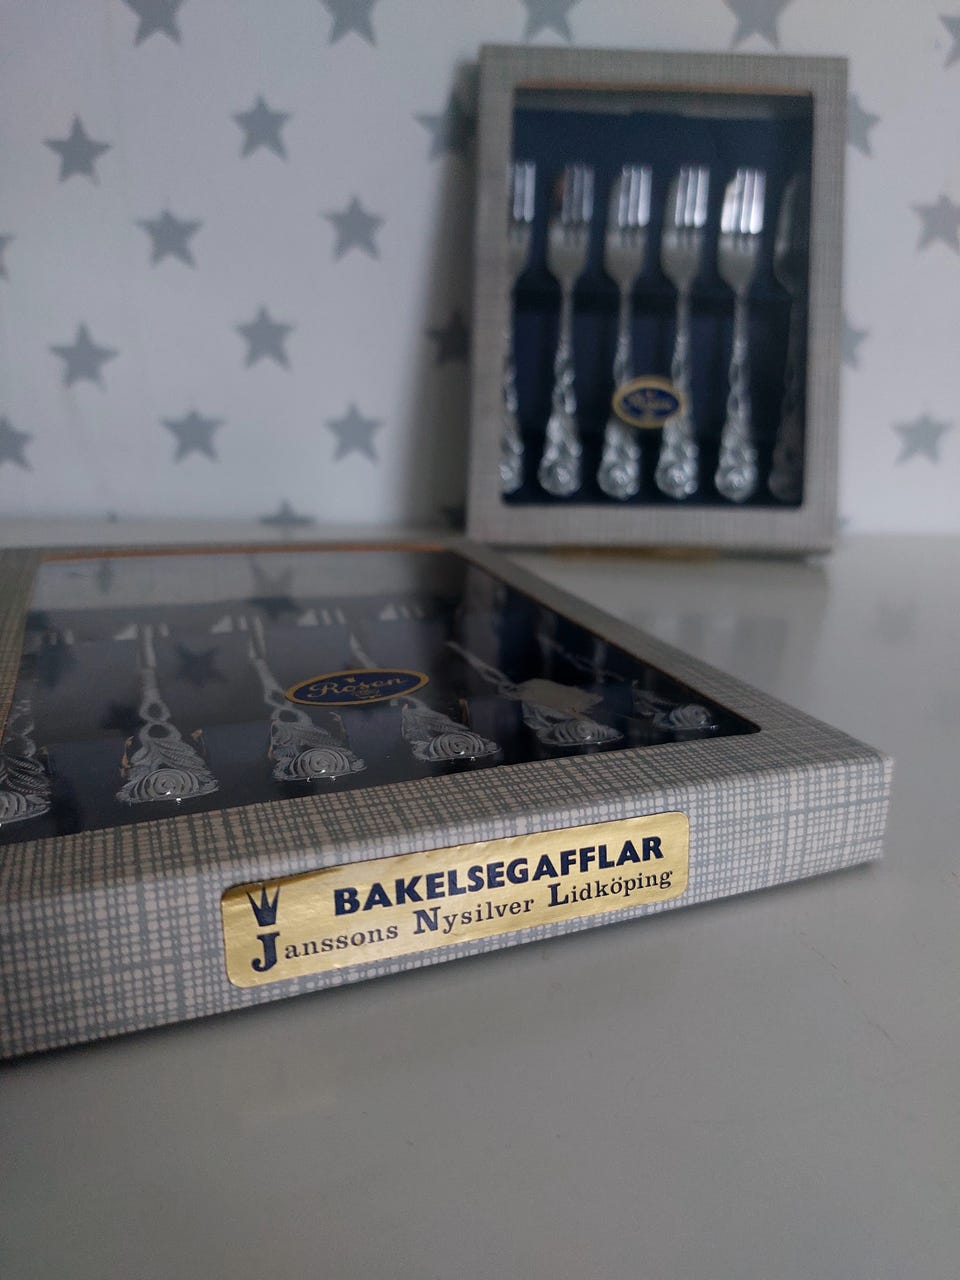 Rosen
BAKELSEGAFFLAR
Janssons Nysilver Lidköping